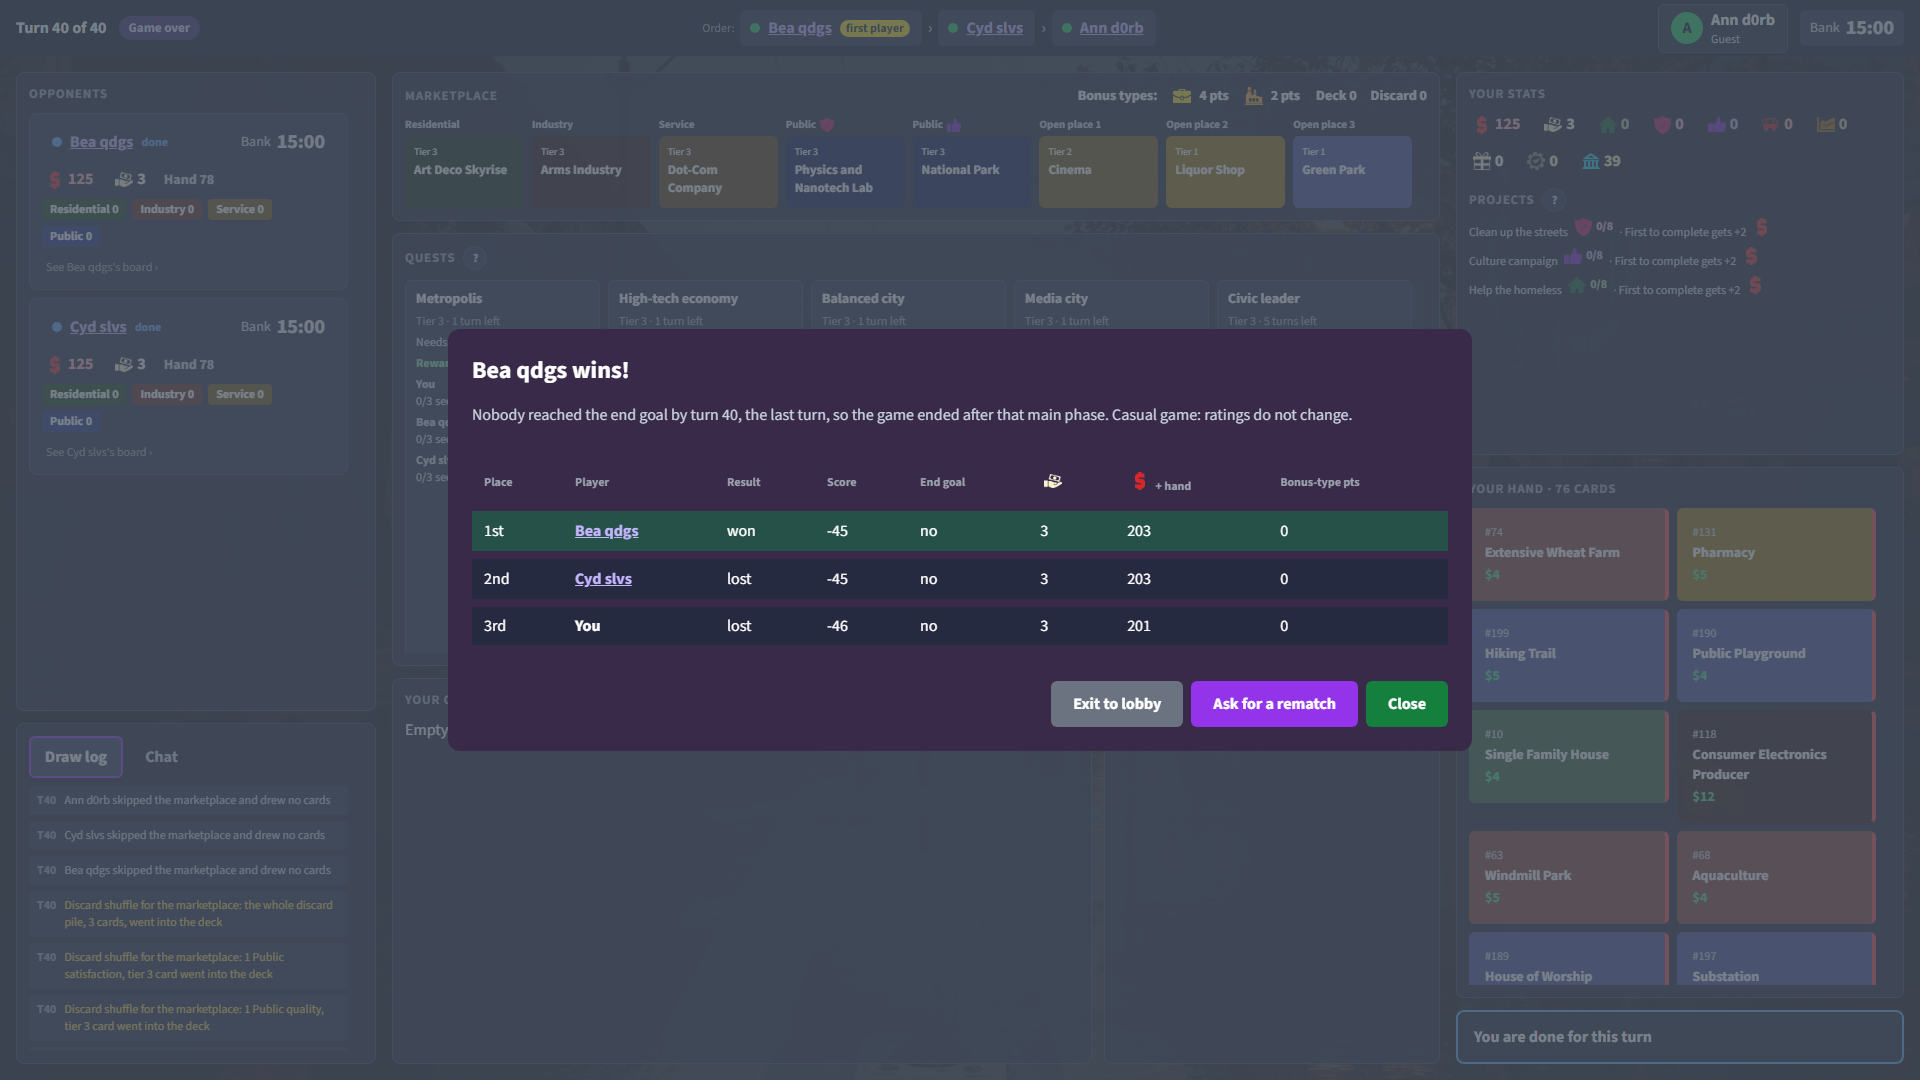 Turn 40 of 40 Game over
Order: Bea qdgs first player › Cyd slvs › Ann d0rb
A Ann d0rb
Guest
Bank 15:00
OPPONENTS
Bea qdgs done Bank 15:00
125 3 Hand 78
Residential 0 Industry 0 Service 0
Public 0
See Bea qdgs's board ›
Cyd slvs done Bank 15:00
125 3 Hand 78
Residential 0 Industry 0 Service 0
Public 0
See Cyd slvs's board ›
Draw log Chat
T40 Ann d0rb skipped the marketplace and drew no cards
T40 Cyd slvs skipped the marketplace and drew no cards
T40 Bea qdgs skipped the marketplace and drew no cards
T40 Discard shuffle for the marketplace: the whole discard
pile, 3 cards, went into the deck
T40 Discard shuffle for the marketplace: 1 Public
satisfaction, tier 3 card went into the deck
T40 Discard shuffle for the marketplace: 1 Public quality,
tier 3 card went into the deck
MARKETPLACE
Bonus types: 4 pts 2 pts Deck 0 Discard 0
Residential Industry Service Public Public Open place 1 Open place 2 Open place 3
Tier 3
Art Deco Skyrise
Tier 3
Arms Industry
Tier 3
Dot-Com
Company
Tier 3
Physics and
Nanotech Lab
Tier 3
National Park
Tier 2
Cinema
Tier 1
Liquor Shop
Tier 1
Green Park
QUESTS ?
Metropolis
Tier 3 · 1 turn left
Needs
You
0/3
0/3
0/3
High-tech economy
Tier 3 · 1 turn left
Balanced city
Tier 3 · 1 turn left
Media city
Tier 3 · 1 turn left
Civic leader
Tier 3 · 5 turns left
Bea qdgs wins!
Nobody reached the end goal by turn 40, the last turn, so the game ended after that main phase. Casual game: ratings do not change.
Place Player Result Score End goal $ + hand Bonus-type pts
1st Bea qdgs won -45 no 3 203 0
2nd Cyd slvs lost -45 no 3 203 0
3rd You lost -46 no 3 201 0
Exit to lobby Ask for a rematch Close
YOUR
Empty
YOUR STATS
$ 125 3 0 0 0 0 0
0 0 39
PROJECTS ?
Clean up the streets 0/8 · First to complete gets +2 $
Culture campaign 0/8 · First to complete gets +2 $
Help the homeless 0/8 · First to complete gets +2 $
YOUR HAND - 76 CARDS
#74
Extensive Wheat Farm
$4
#131
Pharmacy
$5
#199
Hiking Trail
$5
#190
Public Playground
$4
#10
Single Family House
$4
#118
Consumer Electronics
Producer
$12
#63
Windmill Park
$5
#68
Aquaculture
$4
#189
House of Worship
#197
Substation
You are done for this turn